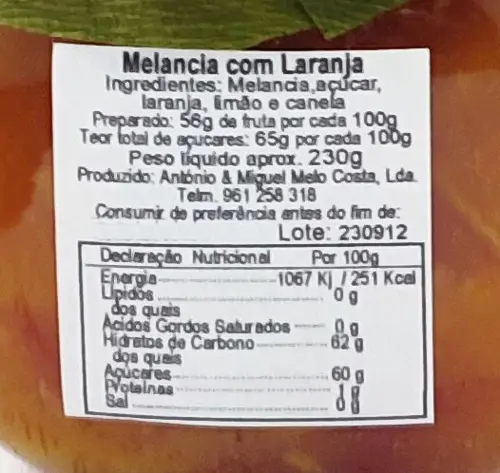 Melancia com Laranja
Ingredientes: Melancia,açúcar,
laranja, limão e canela
Preparado: 56g de fruta por cada 100g
Teor total de açucares: 65g por cada 100g
Peso líquido aprox. 230g
Produzido: António & Miguel Melo Costa, Lda.
Telm. 961 258 318
Consumir de preferência antes do fim de:
Lote: 230912
Declaração Nutricional Por 100g
Energia 1067 Kj / 251 Kcal
Lípidos 0 g
dos quais
Ácidos Gordos Saturados 0 g
Hidratos de Carbono 62 g
dos quais
Açúcares 60 g
Proteínas 1 g
Sal 0 g